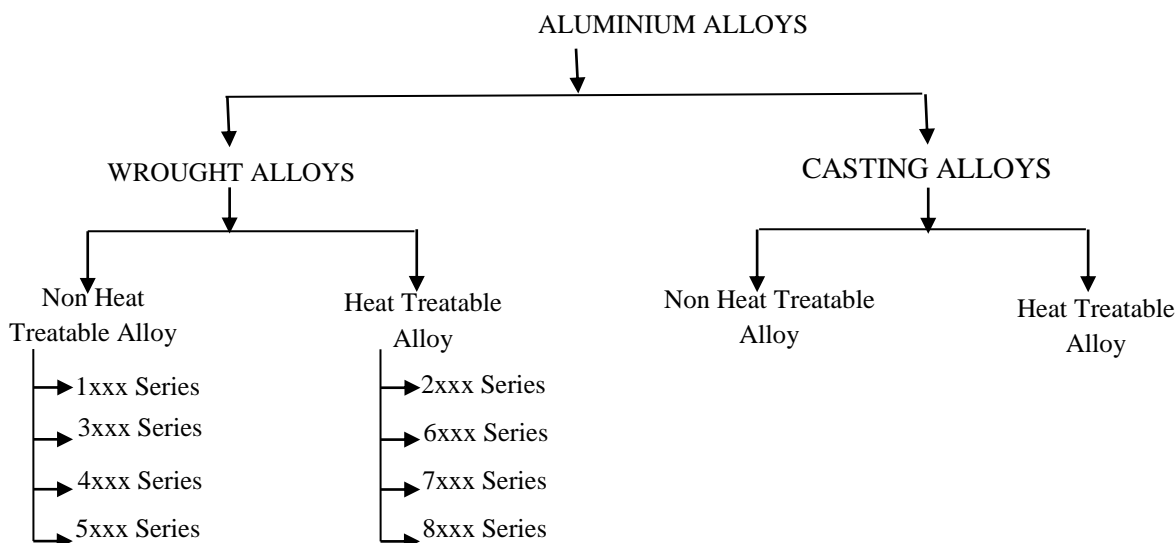 ALUMINIUM ALLOYS
WROUGHT ALLOYS
CASTING ALLOYS
Non Heat
Treatable Alloy
Heat Treatable
Alloy
Non Heat Treatable
Alloy
Heat Treatable
Alloy
1xxx Series
3xxx Series
4xxx Series
5xxx Series
2xxx Series
6xxx Series
7xxx Series
8xxx Series